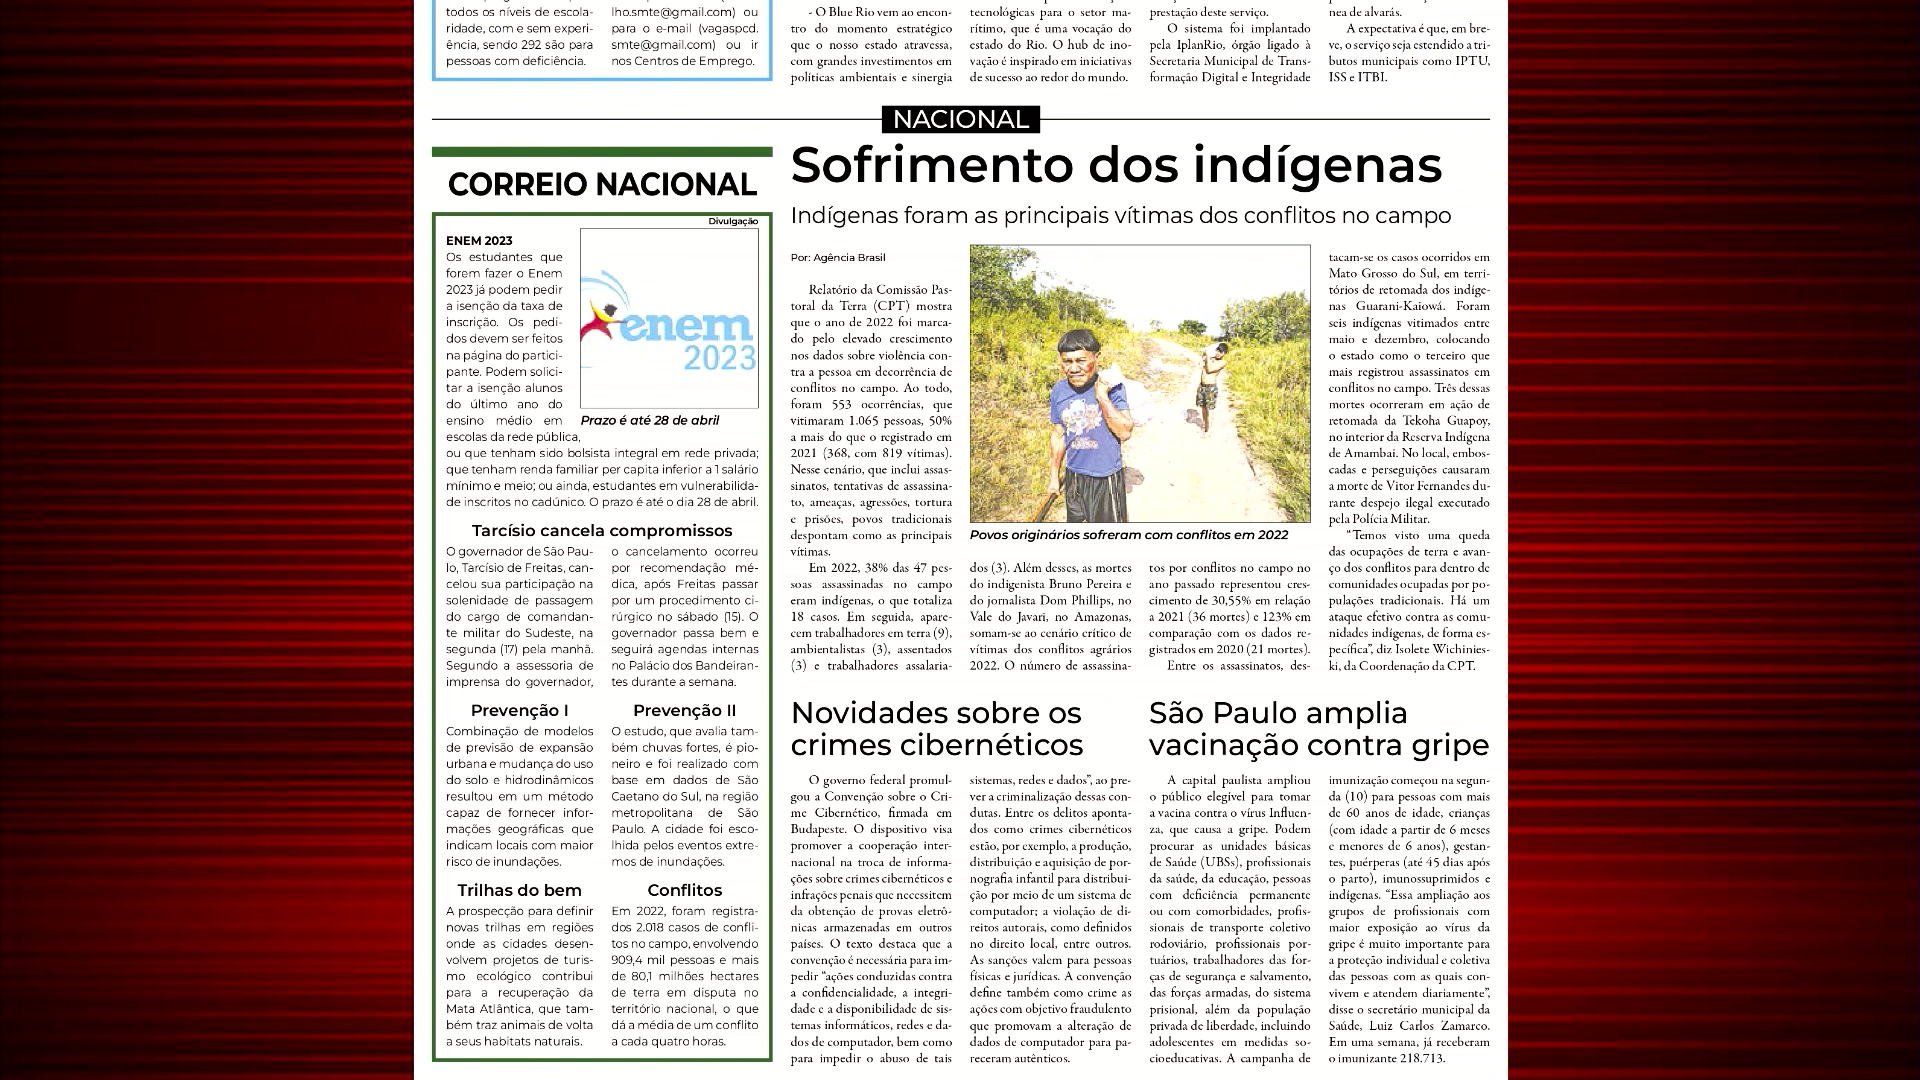 todos os níveis de escola-
ridade, com e sem experi-
ência, sendo 292 são para
pessoas com deficiência.
lho.smte@gmail.com) ou
para o e-mail (vagaspcd.
smte@gmail.com) ou ir
nos Centros de Emprego.
- O Blue Rio vem ao encon-
tro do momento estratégico
que o nosso estado atravessa,
com grandes investimentos em
políticas ambientais e sinergia
tecnológicas para o setor ma-
rítimo, que é uma vocação do
estado do Rio. O hub de ino-
vação é inspirado em iniciativas
de sucesso ao redor do mundo.
prestação deste serviço.
O sistema foi implantado
pela IplanRio, órgão ligado à
Secretaria Municipal de Trans-
formação Digital e Integridade
nea de alvarás.
A expectativa é que, em bre-
ve, o serviço seja estendido a tri-
butos municipais como IPTU,
ISS e ITBI.
NACIONAL
CORREIO NACIONAL
Divulgação
ENEM 2023
Os estudantes que
forem fazer o Enem
2023 já podem pedir
a isenção da taxa de
inscrição. Os pedi-
dos devem ser feitos
na página do partici-
pante. Podem solici-
tar a isenção alunos
do último ano do
ensino médio em
escolas da rede pública,
ou que tenham sido bolsista integral em rede privada;
que tenham renda familiar per capita inferior a 1 salário
mínimo e meio; ou ainda, estudantes em vulnerabilida-
de inscritos no cadúnico. O prazo é até o dia 28 de abril.
enem
2023
Prazo é até 28 de abril
Tarcísio cancela compromissos
O governador de São Pau-
lo, Tarcísio de Freitas, can-
celou sua participação na
solenidade de passagem
do cargo de comandan-
te militar do Sudeste, na
segunda (17) pela manhã.
Segundo a assessoria de
imprensa do governador,
o cancelamento ocorreu
por recomendação mé-
dica, após Freitas passar
por um procedimento ci-
rúrgico no sábado (15). O
governador passa bem e
seguirá agendas internas
no Palácio dos Bandeiran-
tes durante a semana.
Prevenção I
Combinação de modelos
de previsão de expansão
urbana e mudança do uso
do solo e hidrodinâmicos
resultou em um método
capaz de fornecer infor-
mações geográficas que
indicam locais com maior
risco de inundações.
Prevenção II
O estudo, que avalia tam-
bém chuvas fortes, é pio-
neiro e foi realizado com
base em dados de São
Caetano do Sul, na região
metropolitana de São
Paulo. A cidade foi esco-
lhida pelos eventos extre-
mos de inundações.
Trilhas do bem
A prospecção para definir
novas trilhas em regiões
onde as cidades desen-
volvem projetos de turis-
mo ecológico contribui
para a recuperação da
Mata Atlântica, que tam-
bém traz animais de volta
a seus habitats naturais.
Conflitos
Em 2022, foram registra-
dos 2.018 casos de confli-
tos no campo, envolvendo
909,4 mil pessoas e mais
de 80,1 milhões hectares
de terra em disputa no
território nacional, o que
dá a média de um conflito
a cada quatro horas.
Sofrimento dos indígenas
Indígenas foram as principais vítimas dos conflitos no campo
Por: Agência Brasil
Relatório da Comissão Pas-
toral da Terra (CPT) mostra
que o ano de 2022 foi marca-
do pelo elevado crescimento
nos dados sobre violência con-
tra a pessoa em decorrência de
conflitos no campo. Ao todo,
foram 553 ocorrências, que
vitimaram 1.065 pessoas, 50%
a mais do que o registrado em
2021 (368, com 819 vítimas).
Nesse cenário, que inclui assas-
sinatos, tentativas de assassina-
to, ameaças, agressões, tortura
e prisões, povos tradicionais
despontam como as principais
vítimas.
Em 2022, 38% das 47 pes-
soas assassinadas no campo
eram indígenas, o que totaliza
18 casos. Em seguida, apare-
cem trabalhadores em terra (9),
ambientalistas (3), assentados
(3) e trabalhadores assalaria-
Povos originários sofreram com conflitos em 2022
dos (3). Além desses, as mortes
do indigenista Bruno Pereira e
do jornalista Dom Phillips, no
Vale do Javari, no Amazonas,
somam-se ao cenário crítico de
vítimas dos conflitos agrários
2022. O número de assassina-
tos por conflitos no campo no
ano passado representou cres-
cimento de 30,55% em relação
a 2021 (36 mortes) e 123% em
comparação com os dados re-
gistrados em 2020 (21 mortes).
Entre os assassinatos, des-
tacam-se os casos ocorridos em
Mato Grosso do Sul, em terri-
tórios de retomada dos indíge-
nas Guarani-Kaiowá. Foram
seis indígenas vitimados entre
maio e dezembro, colocando
o estado como o terceiro que
mais registrou assassinatos em
conflitos no campo. Três dessas
mortes ocorreram em ação de
retomada da Tekoha Guapoy,
no interior da Reserva Indígena
de Amambai. No local, embos-
cadas e perseguições causaram
a morte de Vitor Fernandes du-
rante despejo ilegal executado
pela Polícia Militar.
“Temos visto uma queda
das ocupações de terra e avan-
ço dos conflitos para dentro de
comunidades ocupadas por po-
pulações tradicionais. Há um
ataque efetivo contra as comu-
nidades indígenas, de forma es-
pecífica”, diz Isolete Wichinies-
ki, da Coordenação da CPT.
Novidades sobre os
crimes cibernéticos
O governo federal promul-
gou a Convenção sobre o Cri-
me Cibernético, firmada em
Budapeste. O dispositivo visa
promover a cooperação inter-
nacional na troca de informa-
ções sobre crimes cibernéticos e
infrações penais que necessitem
da obtenção de provas eletrô-
nicas armazenadas em outros
países. O texto destaca que a
convenção é necessária para im-
pedir “ações conduzidas contra
a confidencialidade, a integri-
dade e a disponibilidade de sis-
temas informáticos, redes e da-
dos de computador, bem como
para impedir o abuso de tais
sistemas, redes e dados”, ao pre-
ver a criminalização dessas con-
dutas. Entre os delitos aponta-
dos como crimes cibernéticos
estão, por exemplo, a produção,
distribuição e aquisição de por-
nografia infantil para distribui-
ção por meio de um sistema de
computador; a violação de di-
reitos autorais, como definidos
no direito local, entre outros.
As sanções valem para pessoas
físicas e jurídicas. A convenção
define também como crime as
ações com objetivo fraudulento
que promovam a alteração de
dados de computador para pa-
receram autênticos.
São Paulo amplia
vacinação contra gripe
A capital paulista ampliou
o público elegível para tomar
a vacina contra o vírus Influen-
za, que causa a gripe. Podem
procurar as unidades básicas
de Saúde (UBSs), profissionais
da saúde, da educação, pessoas
com deficiência permanente
ou com comorbidades, profis-
sionais de transporte coletivo
rodoviário, profissionais por-
tuários, trabalhadores das for-
ças de segurança e salvamento,
das forças armadas, do sistema
prisional, além da população
privada de liberdade, incluindo
adolescentes em medidas so-
cioeducativas. A campanha de
imunização começou na segun-
da (10) para pessoas com mais
de 60 anos de idade, crianças
(com idade a partir de 6 meses
e menores de 6 anos), gestan-
tes, puérperas (até 45 dias após
o parto), imunossuprimidos e
indígenas. “Essa ampliação aos
grupos de profissionais com
maior exposição ao vírus da
gripe é muito importante para
a proteção individual e coletiva
das pessoas com as quais con-
vivem e atendem diariamente”,
disse o secretário municipal da
Saúde, Luiz Carlos Zamarco.
Em uma semana, já receberam
o imunizante 218.713.